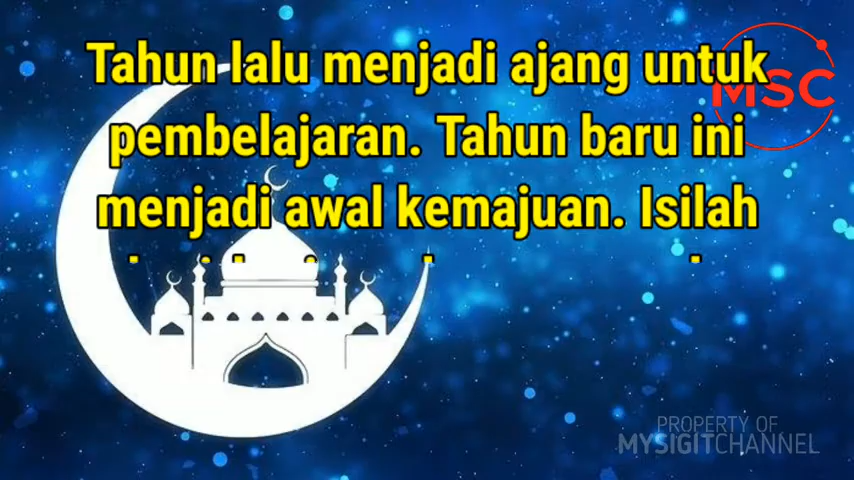 Tahun lalu menjadi ajang untuk
pembelajaran. Tahun baru ini
menjadi awal kemajuan. Isilah
MSC
PROPERTY OF
MYSIGITCHANNEL